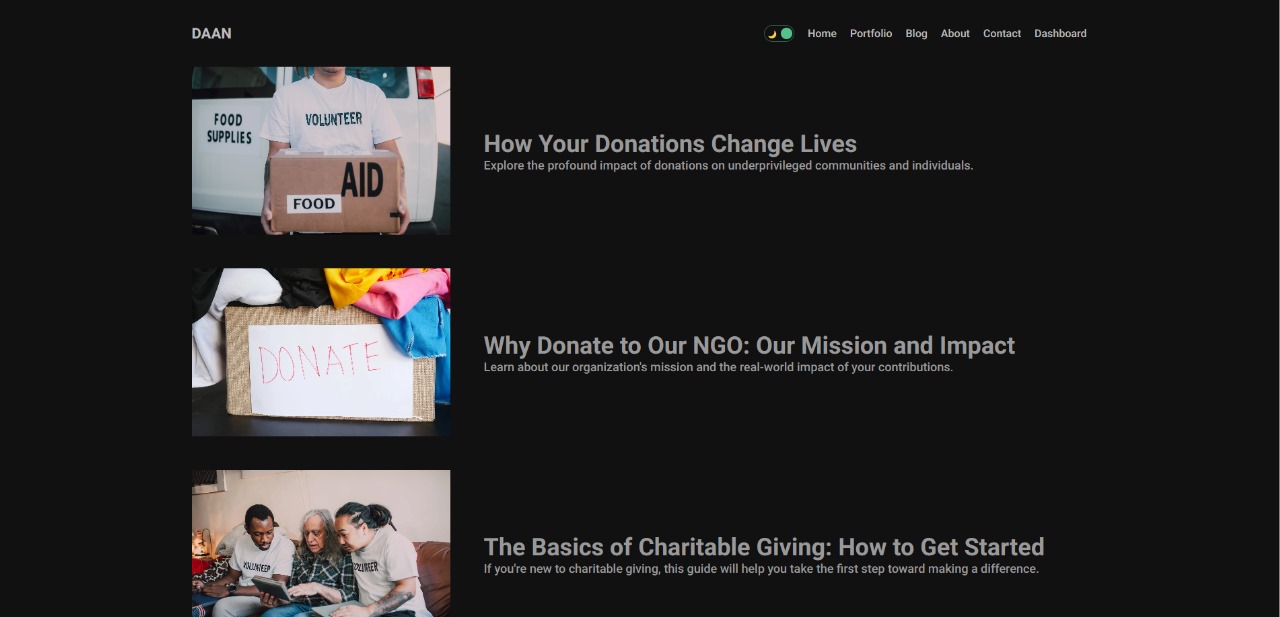 DAAN
Home Portfolio Blog About Contact Dashboard
FOOD
SUPPLIES
VOLUNTEER
AID
FOOD
How Your Donations Change Lives
Explore the profound impact of donations on underprivileged communities and individuals.
DONATE
Why Donate to Our NGO: Our Mission and Impact
Learn about our organization's mission and the real-world impact of your contributions.
VOLUNTEER
VOLUNTEER
The Basics of Charitable Giving: How to Get Started
If you're new to charitable giving, this guide will help you take the first step toward making a difference.